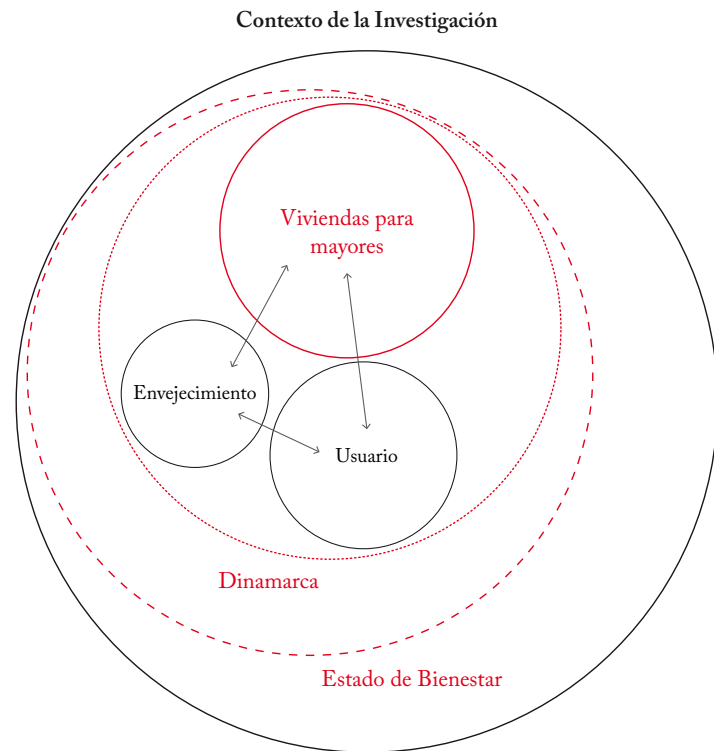 Contexto de la Investigación
Viviendas para
mayores
Envejecimiento
Usuario
Dinamarca
Estado de Bienestar